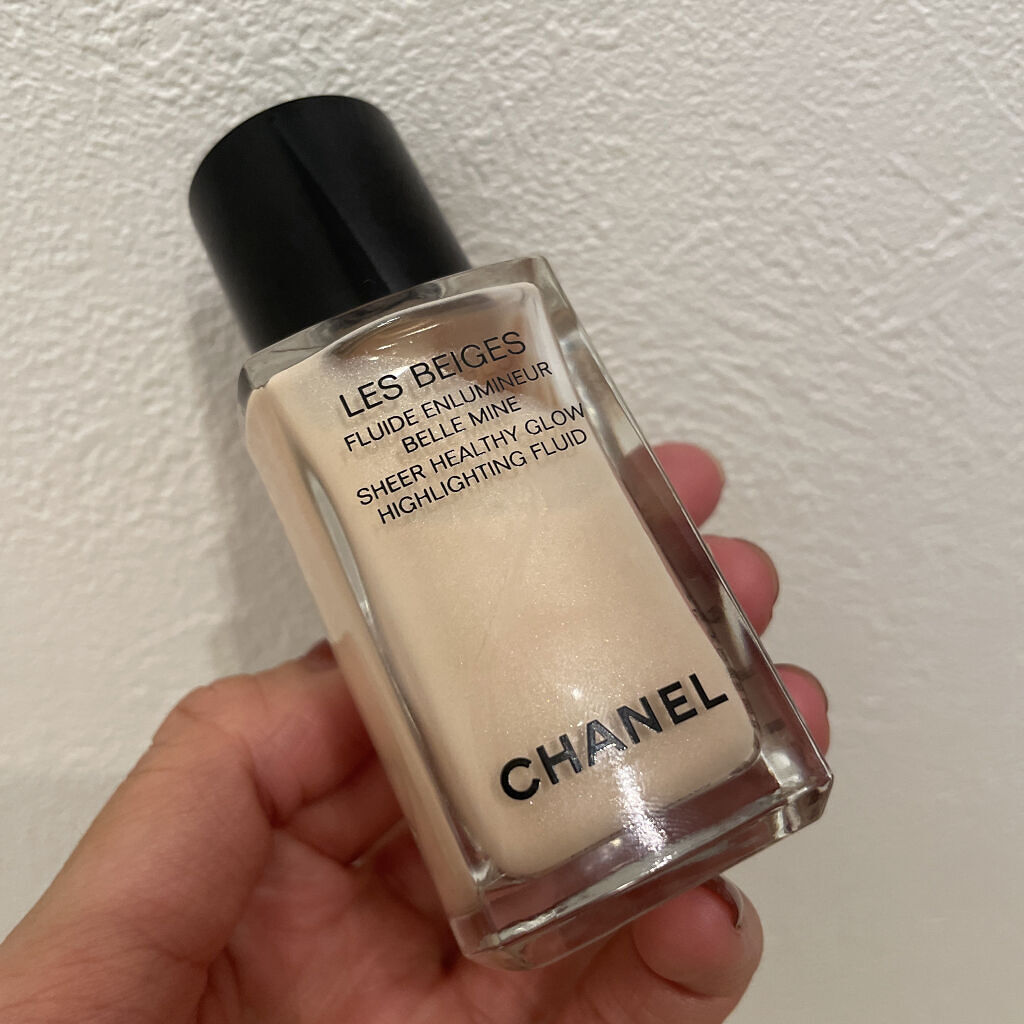 LES BEIGES
FLUIDE ENLUMINEUR
BELLE MINE
SHEER HEALTHY GLOW
HIGHLIGHTING FLUID
CHANEL